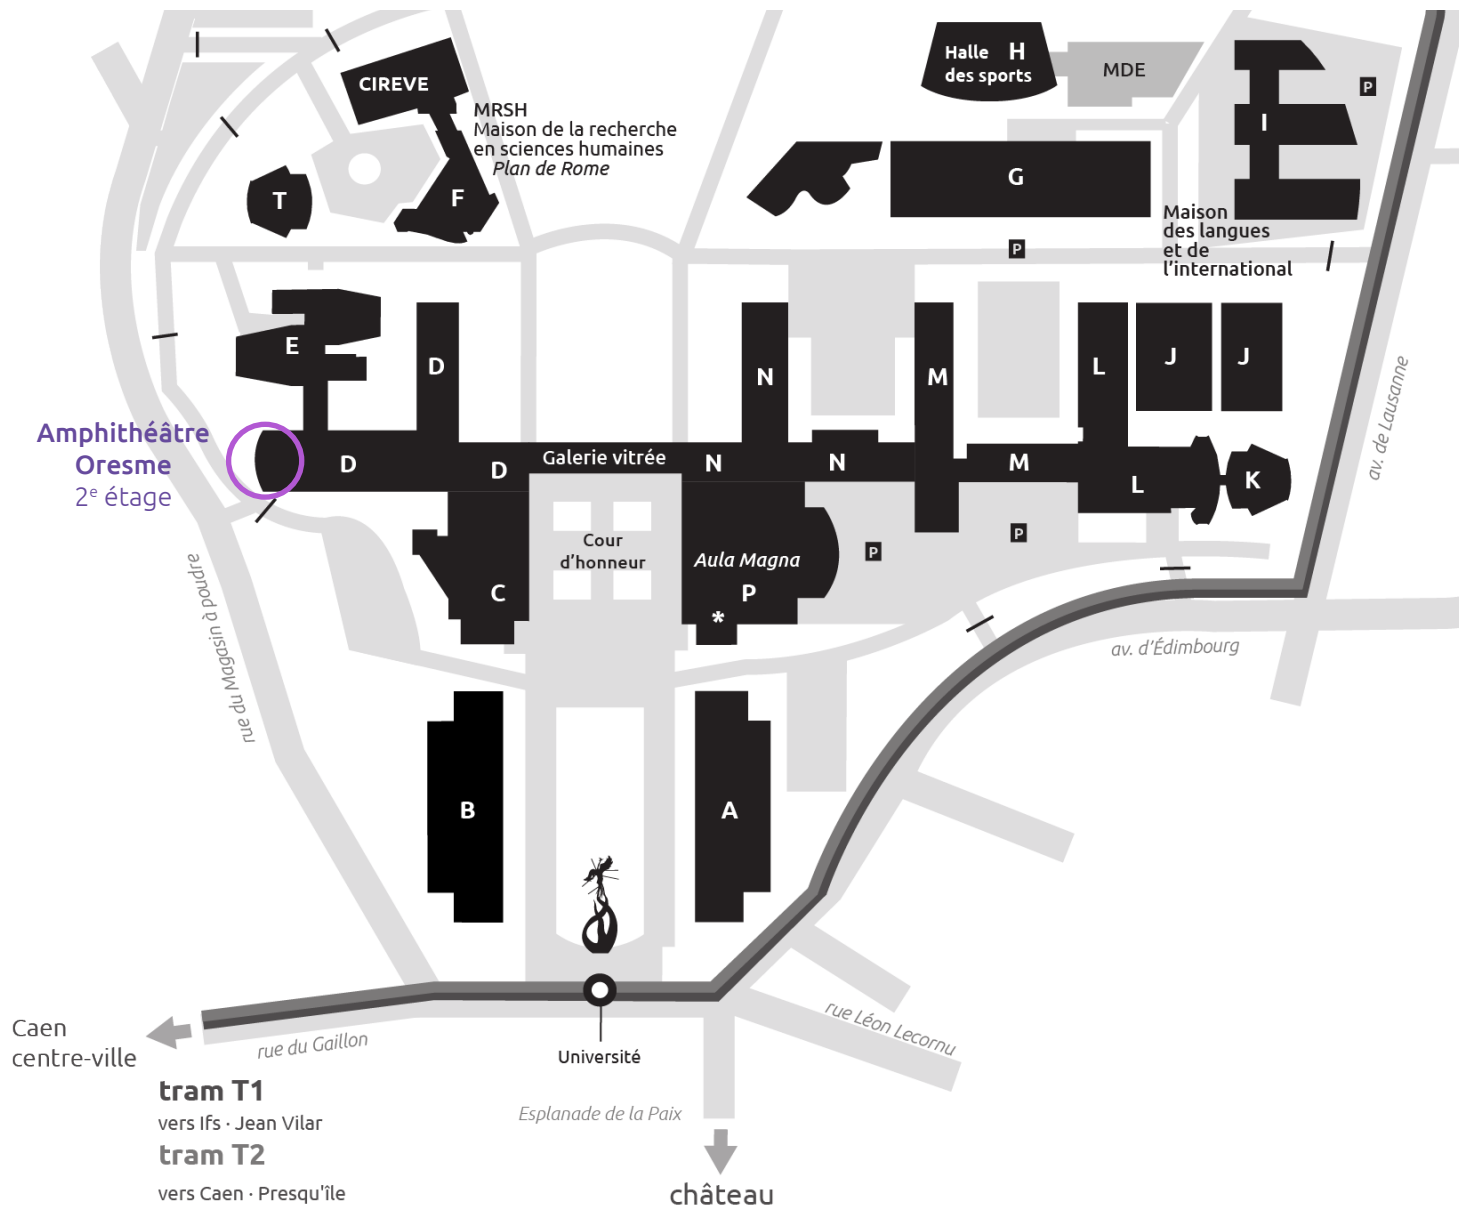 CIREVE
MRSH
Maison de la recherche
en sciences humaines
Plan de Rome
T
F
Halle H
des sports
MDE
P
I
G
Maison
des langues
et de
l'international
P
E
D
N
M
L
J
J
Amphithéâtre
Oresme
2e étage
D
D
Galerie vitrée
N
N
M
L
K
av. de Lausanne
Cour
d'honneur
Aula Magna
P
*
C
P
P
rue du Magasin à poudre
av. d'Édimbourg
B
A
Caen
centre-ville
rue du Gaillon
Université
rue Léon Lecornu
tram T1
vers Ifs · Jean Vilar
tram T2
vers Caen · Presqu'île
Esplanade de la Paix
château